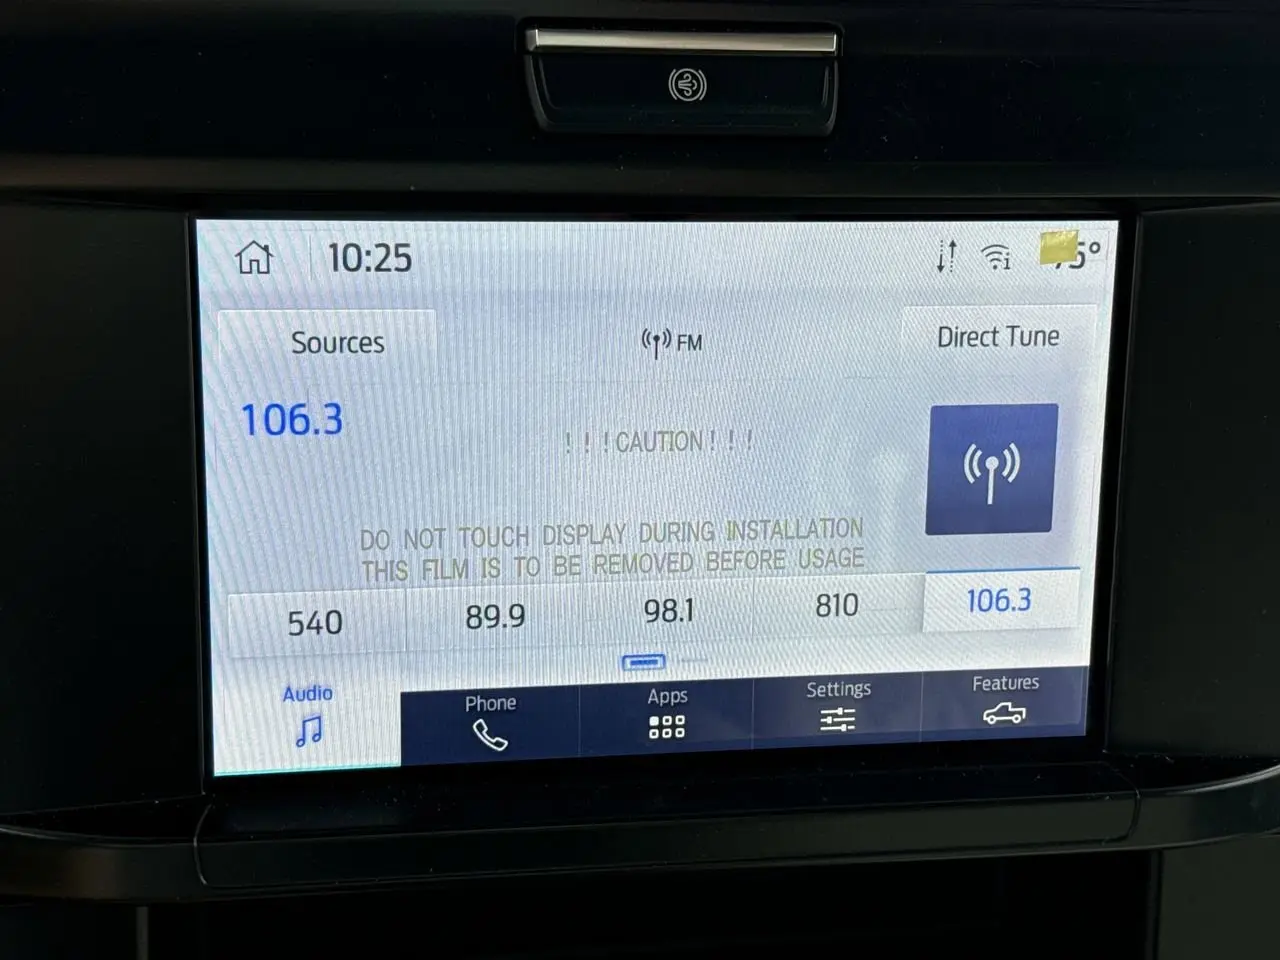 10:25
5°
Sources
FM
Direct Tune
106.3
! ! ! CAUTION ! ! !
DO NOT TOUCH DISPLAY DURING INSTALLATION
THIS FILM IS TO BE REMOVED BEFORE USAGE
540 89.9 98.1 810 106.3
Audio Phone Apps Settings Features